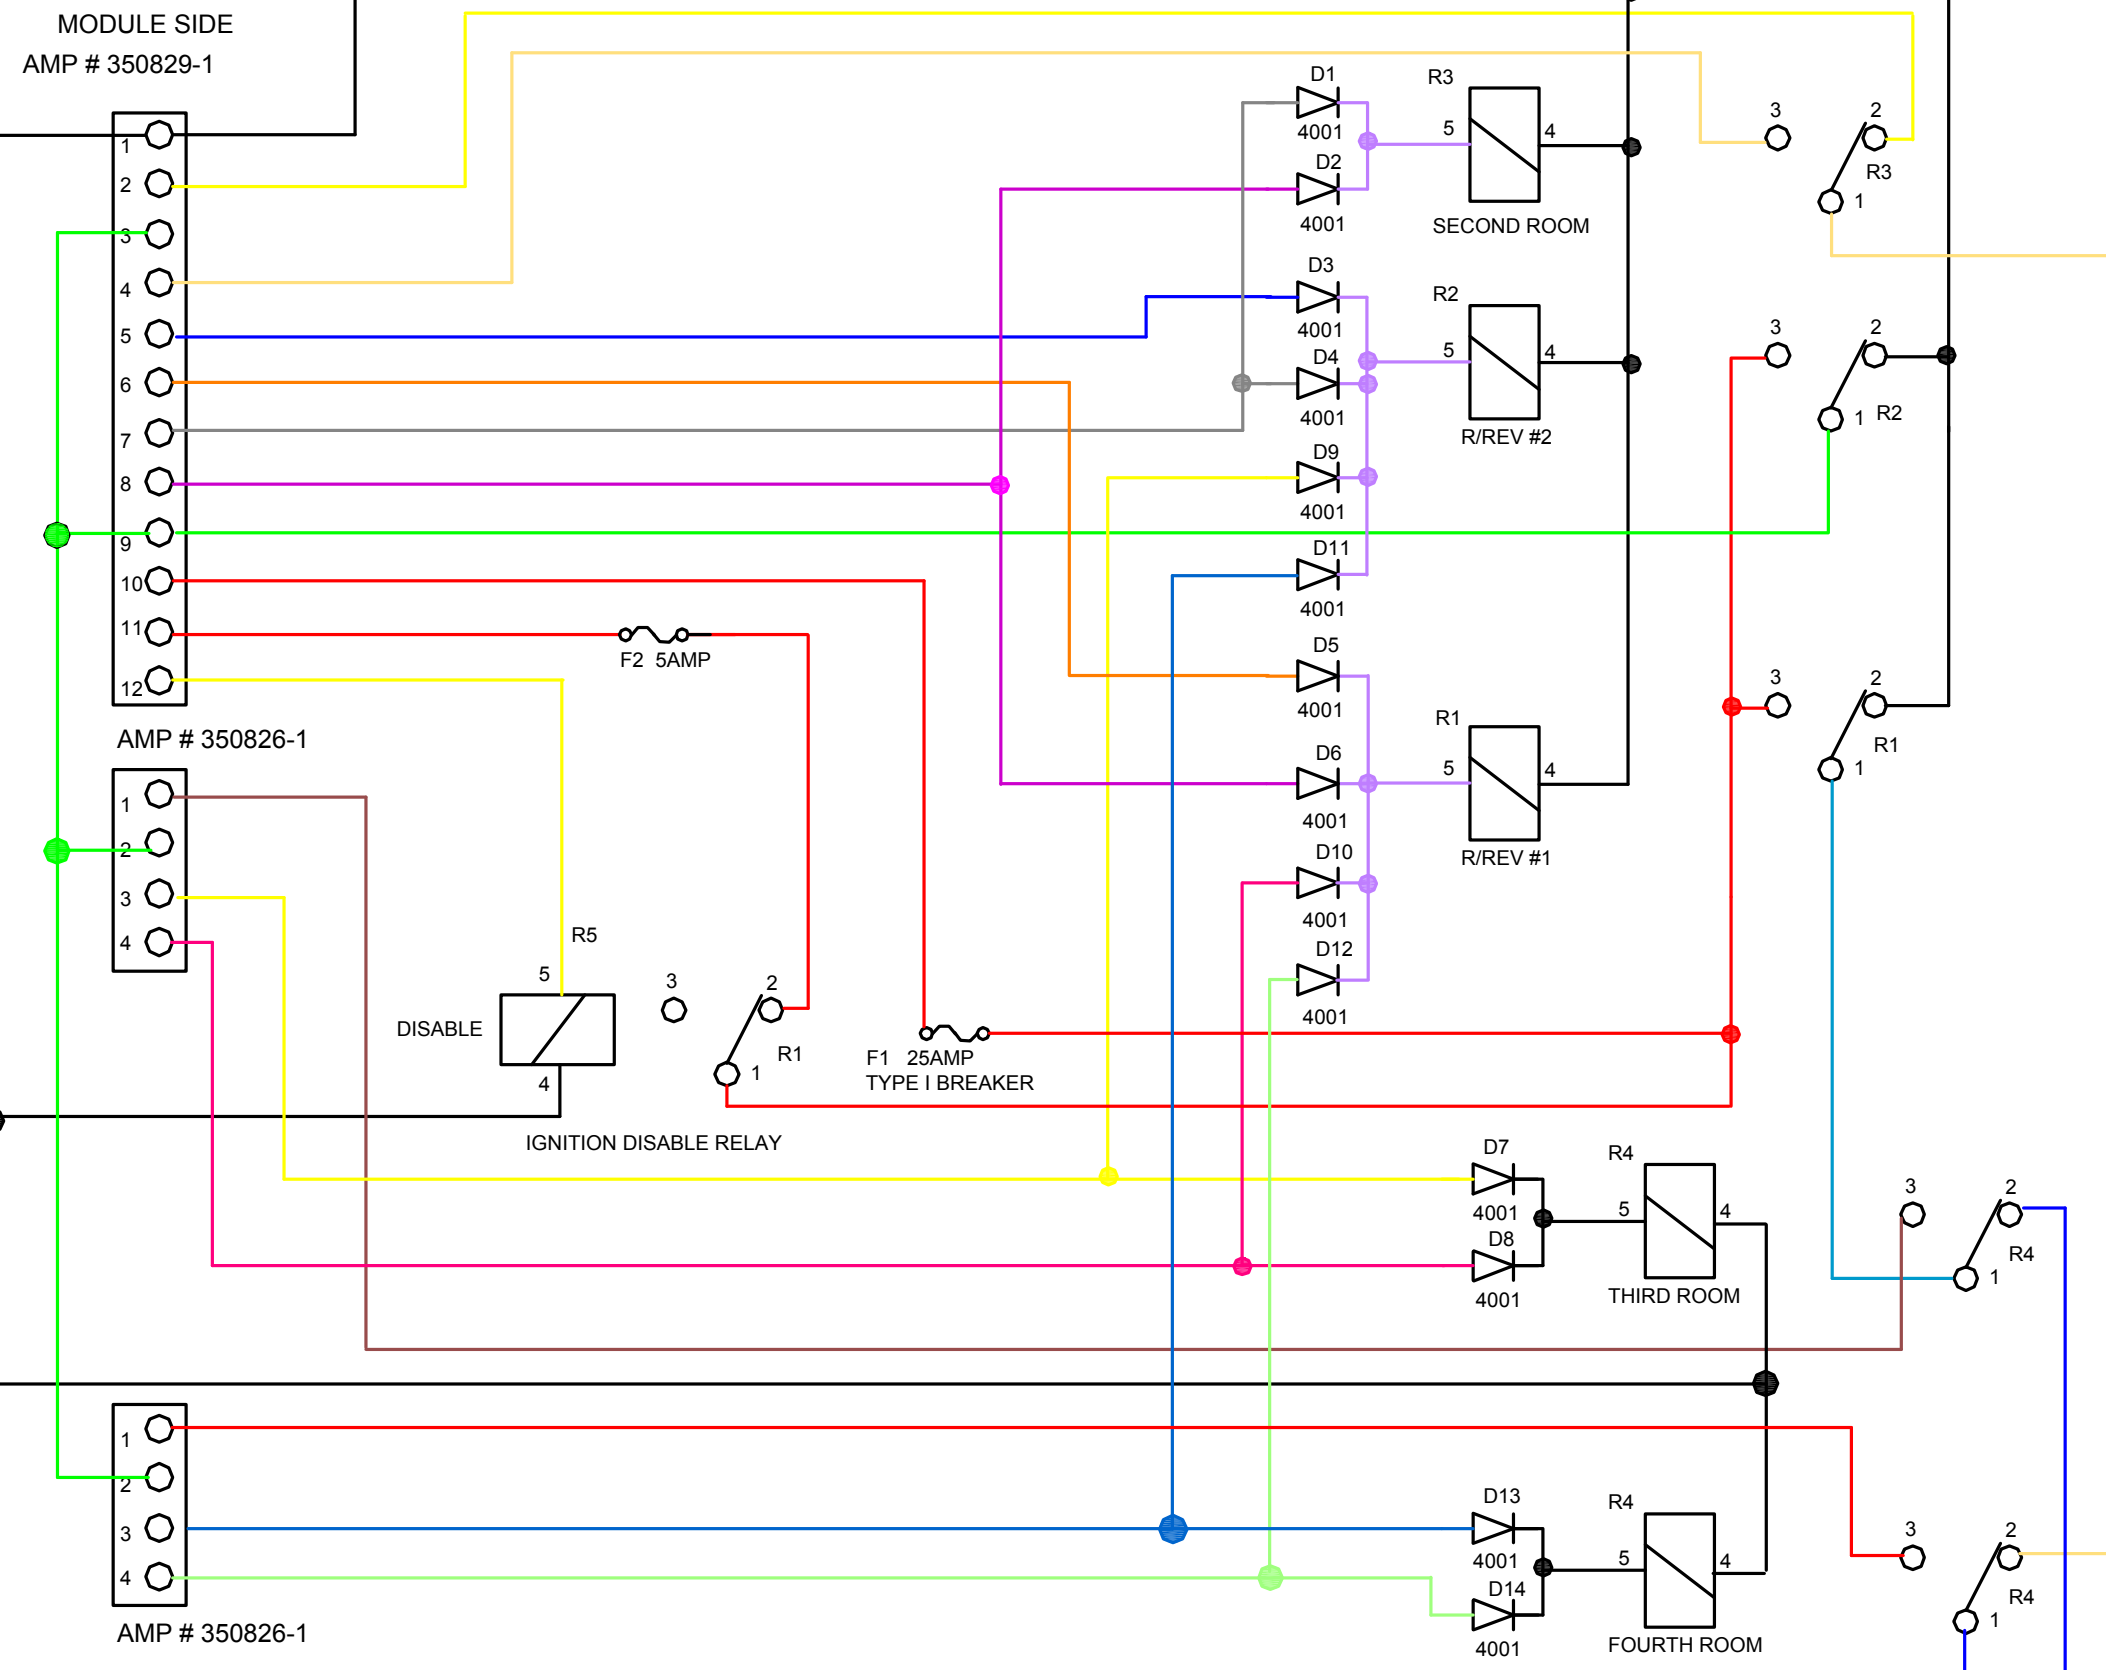 MODULE SIDE
AMP # 350829-1
1
2
3
4
5
6
7
8
9
10
11
12
AMP # 350826-1
1
2
3
4
D1
4001
D2
4001
R3
5
4
SECOND ROOM
3
2
R3
1
D3
4001
D4
4001
R2
5
4
R/REV #2
3
2
1
R2
D9
4001
D11
4001
F2 5AMP
D5
4001
D6
4001
R1
5
4
R/REV #1
3
2
R1
1
D10
4001
D12
4001
R5
5
DISABLE
4
3
2
R1
1
F1 25AMP
TYPE I BREAKER
IGNITION DISABLE RELAY
D7
4001
D8
4001
R4
5
4
THIRD ROOM
3
2
R4
1
1
2
3
4
AMP # 350826-1
D13
4001
D14
4001
R4
5
4
FOURTH ROOM
3
2
R4
1